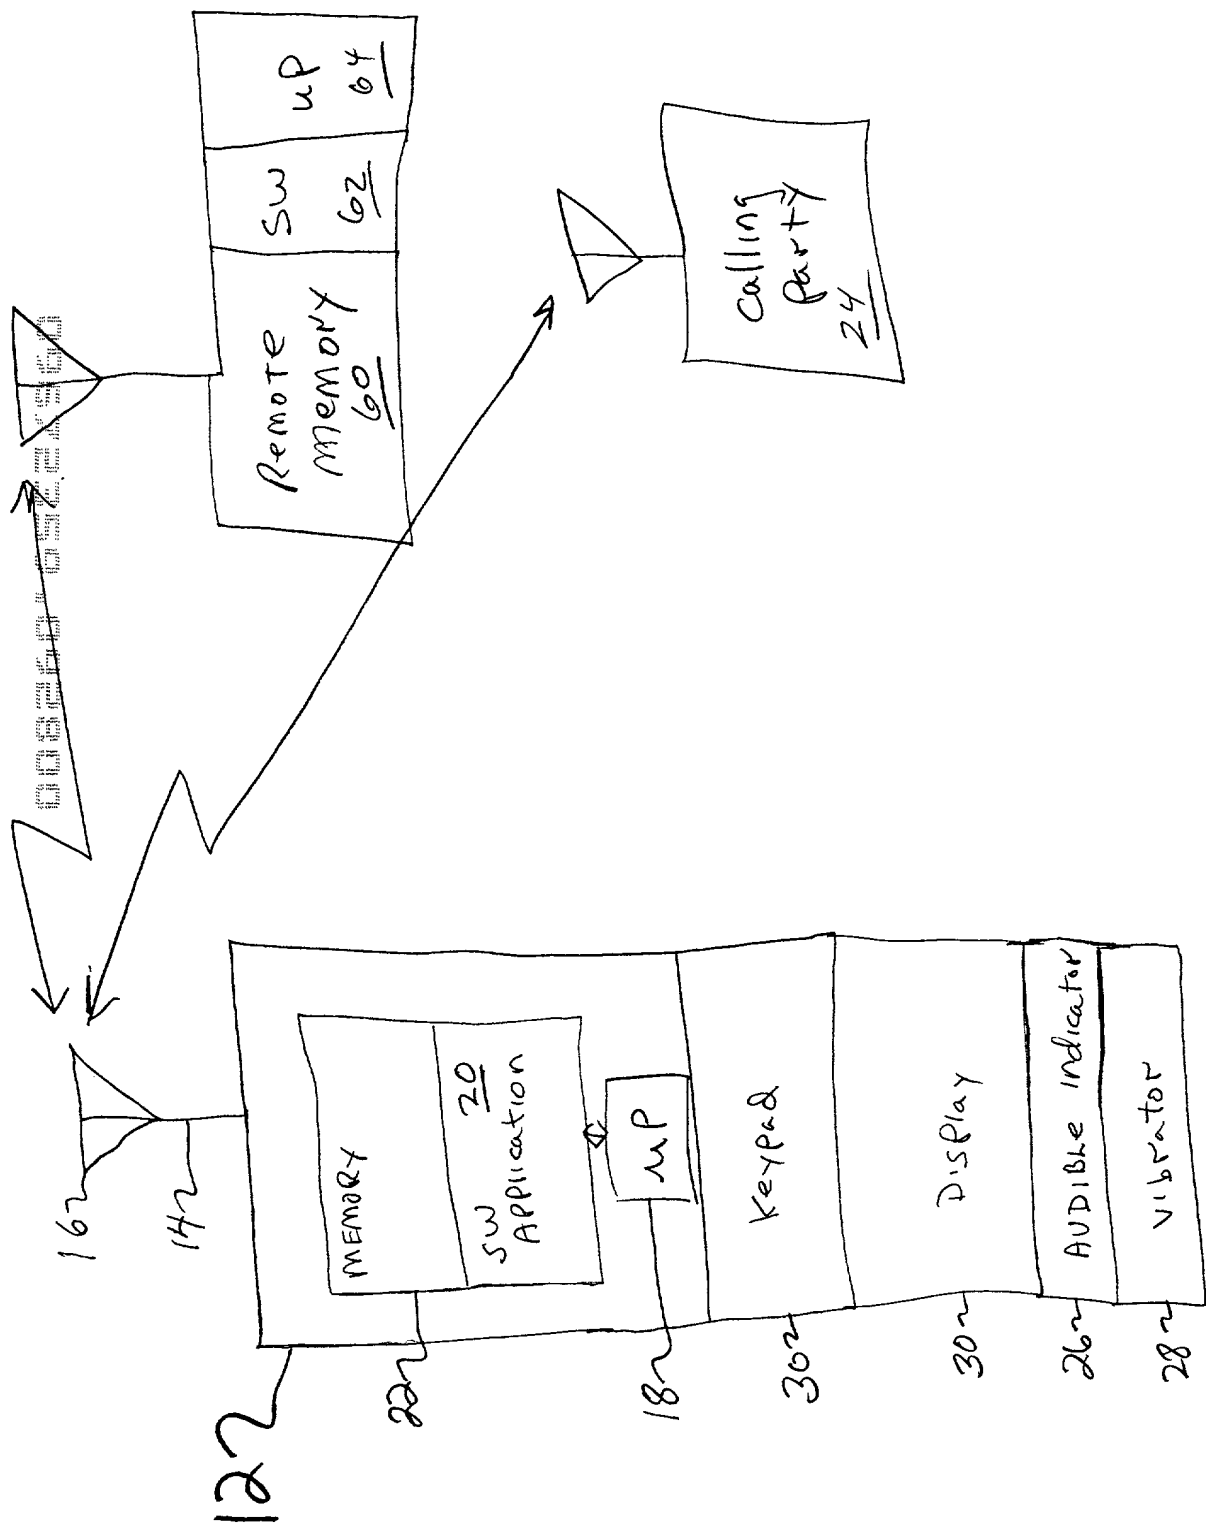 16
14
12
22
MEMORY
20
SW
APPlication
18
uP
30
Keypad
30
Display
26
AUDIBLE indicator
28
Vibrator
Remote
MEMORY
60
SW
62
uP
64
Calling
Party
24